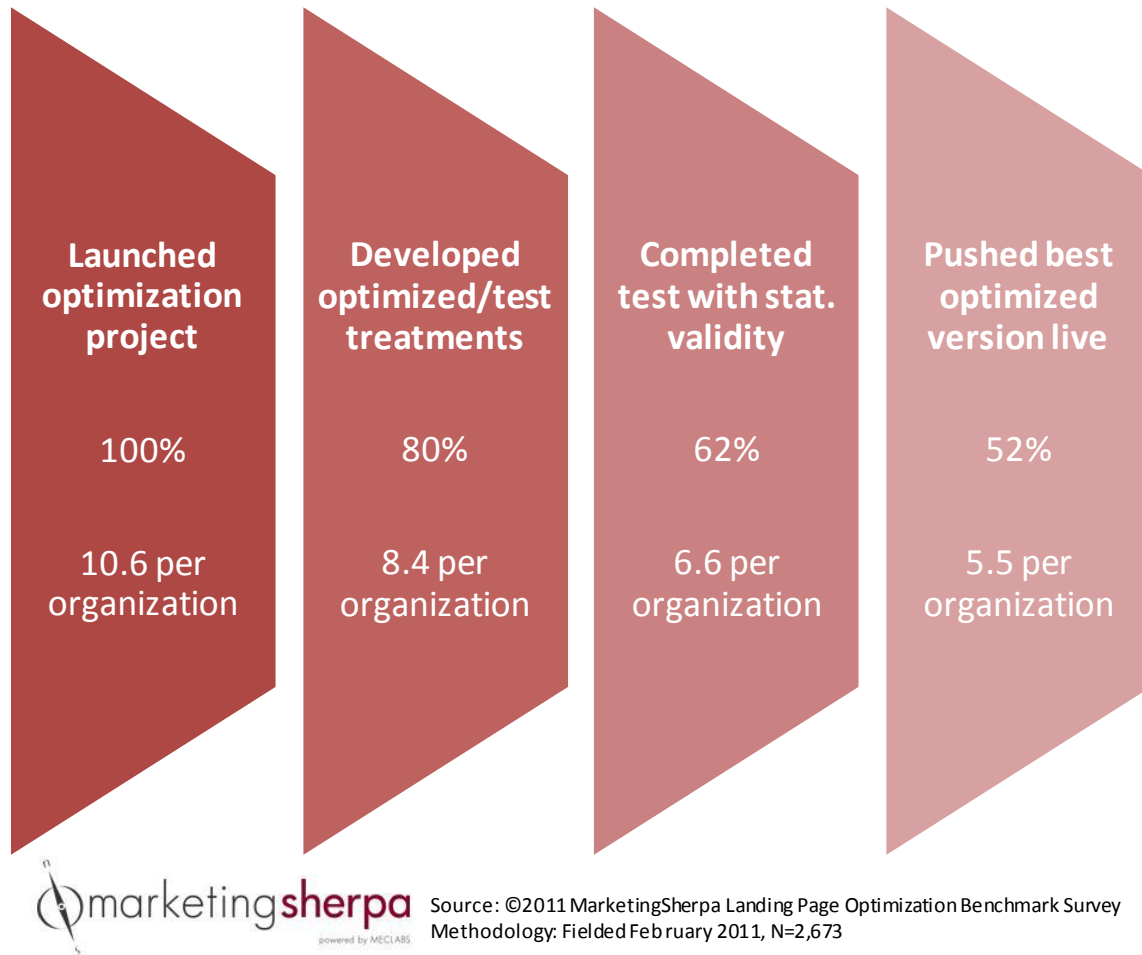 Launched
optimization
project
100%
10.6 per
organization
Developed
optimized/test
treatments
80%
8.4 per
organization
Completed
test with stat.
validity
62%
6.6 per
organization
Pushed best
optimized
version live
52%
5.5 per
organization
n
s
marketingsherpa
powered by MECLABS
Source: ©2011 MarketingSherpa Landing Page Optimization Benchmark Survey
Methodology: Fielded February 2011, N=2,673